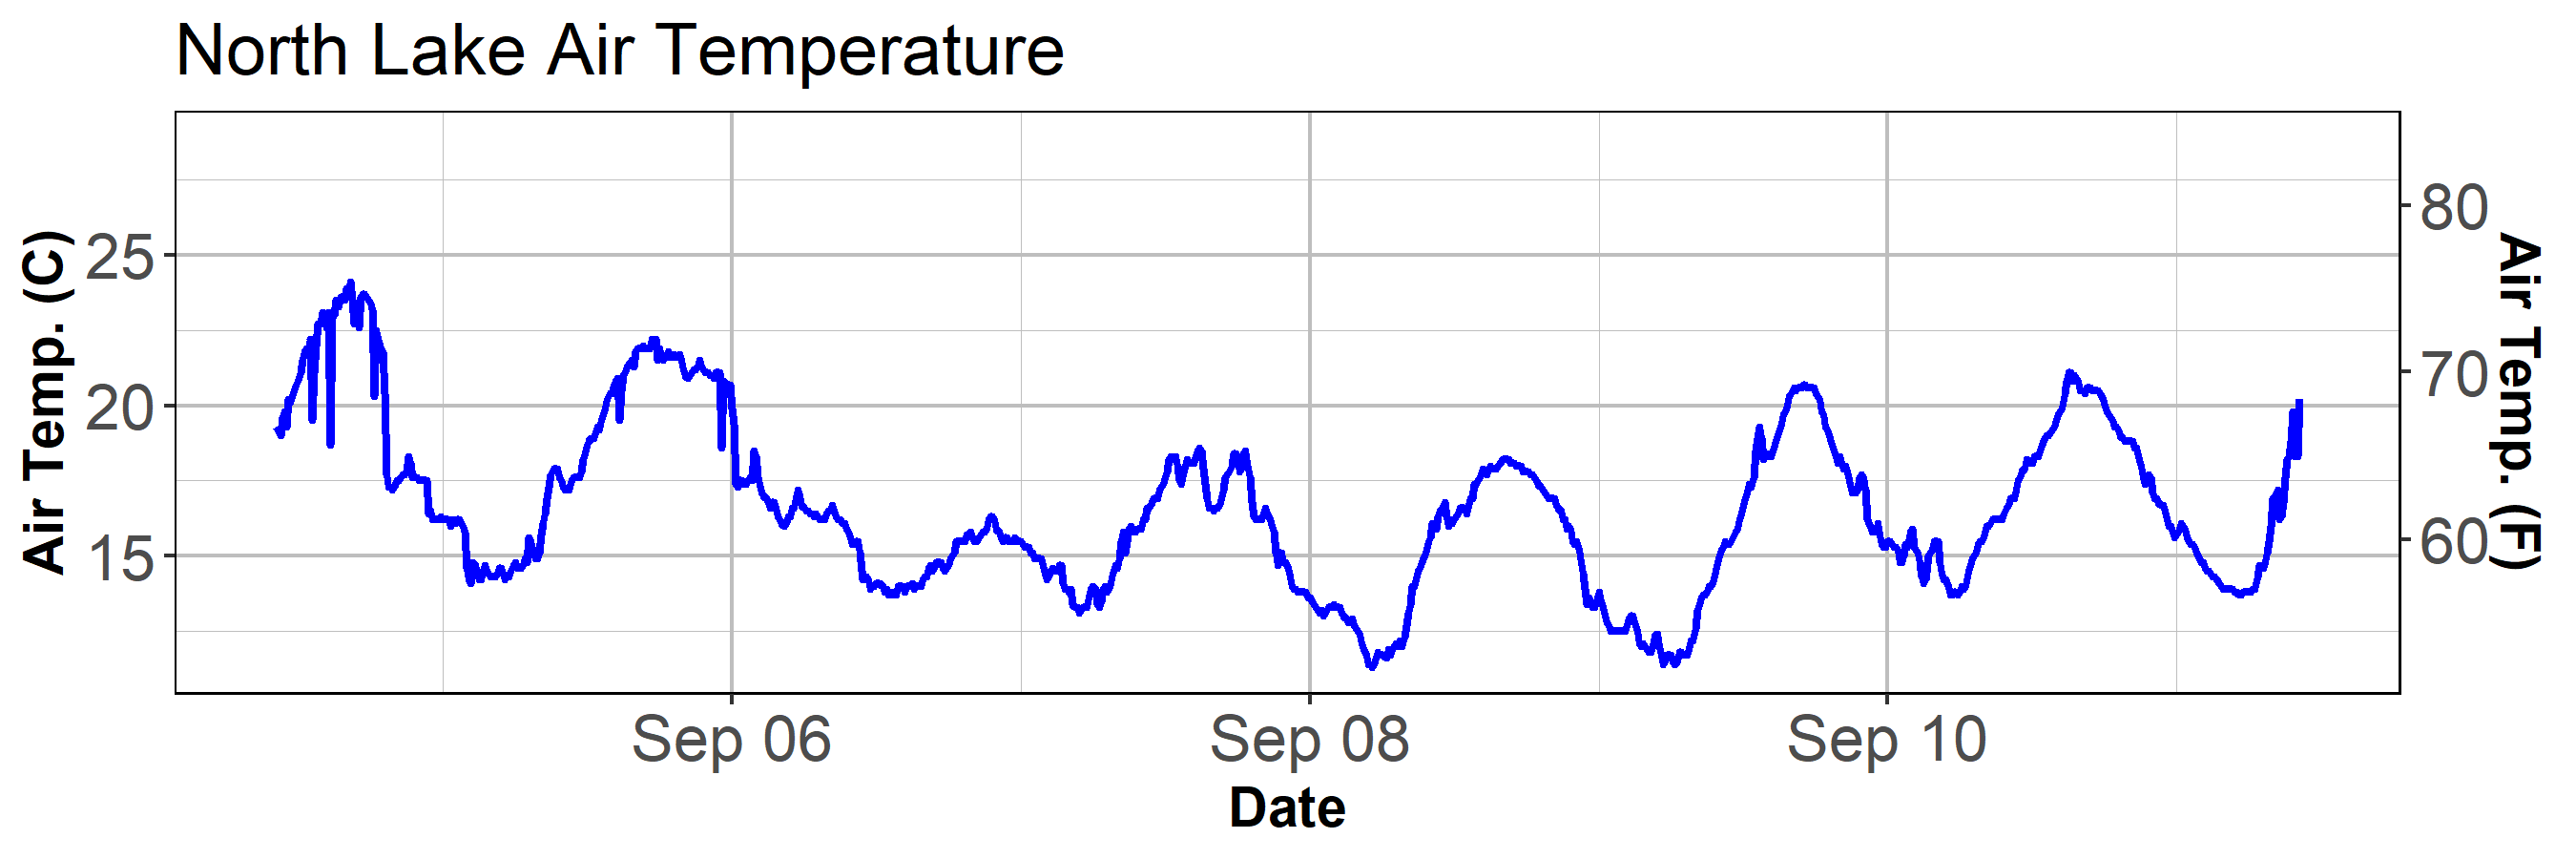 North Lake Air Temperature
Air Temp. (C)
25
20
15
80
70
60
Air Temp. (F)
Sep 06
Sep 08
Sep 10
Date